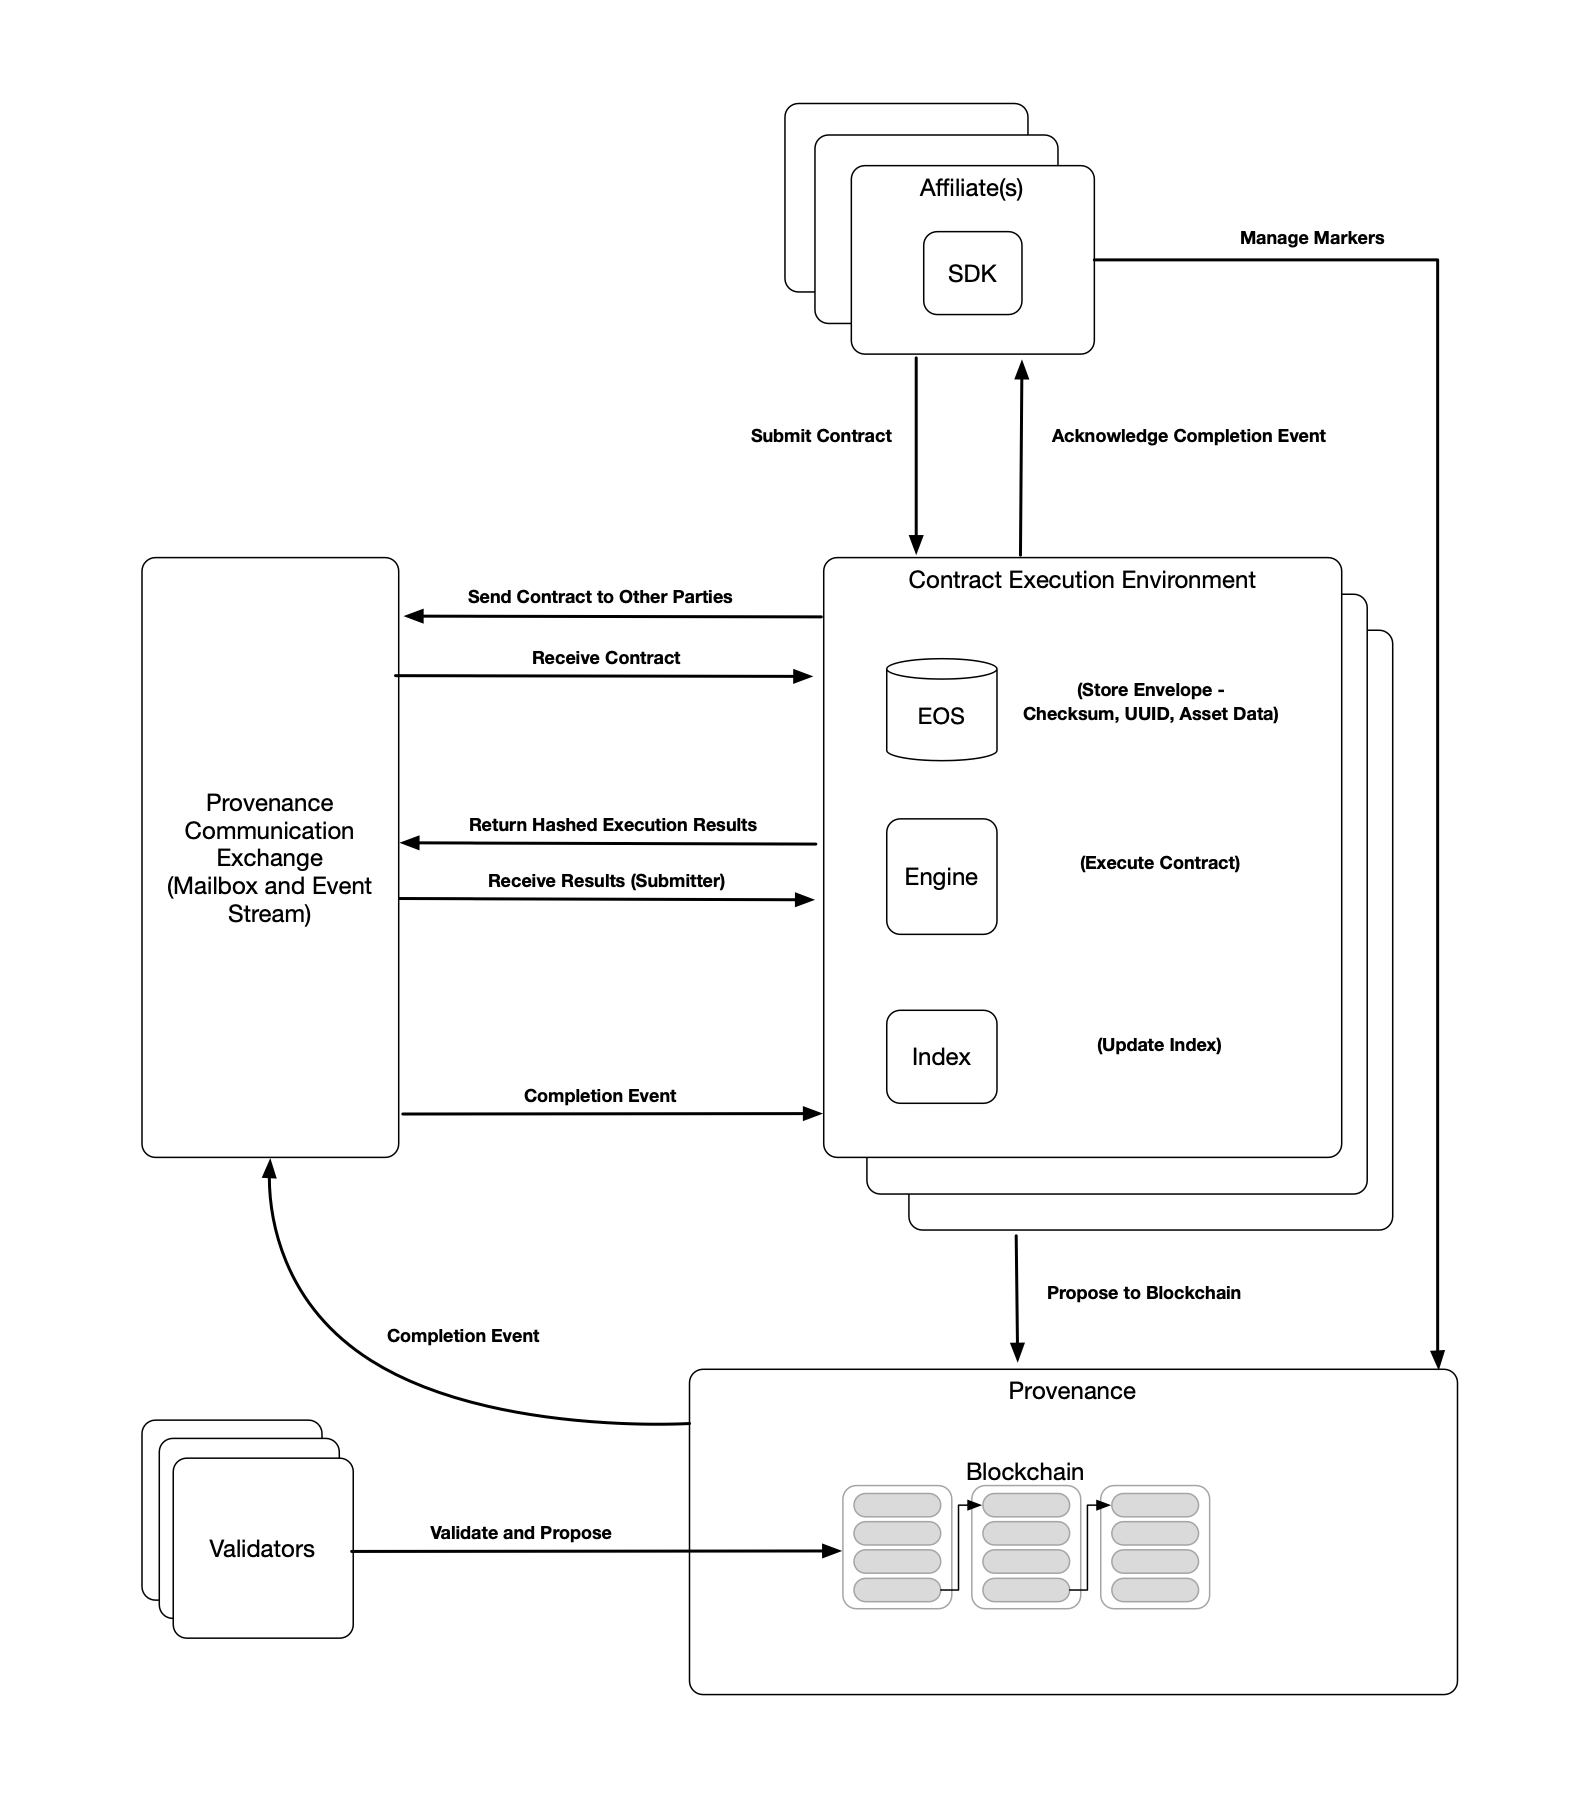 Affiliate(s)
SDK
Manage Markers
Submit Contract
Acknowledge Completion Event
Contract Execution Environment
Send Contract to Other Parties
Receive Contract
EOS
(Store Envelope -
Checksum, UUID, Asset Data)
Provenance
Communication
Exchange
(Mailbox and Event
Stream)
Return Hashed Execution Results
Receive Results (Submitter)
Engine
(Execute Contract)
Index
(Update Index)
Completion Event
Propose to Blockchain
Completion Event
Provenance
Blockchain
Validators
Validate and Propose